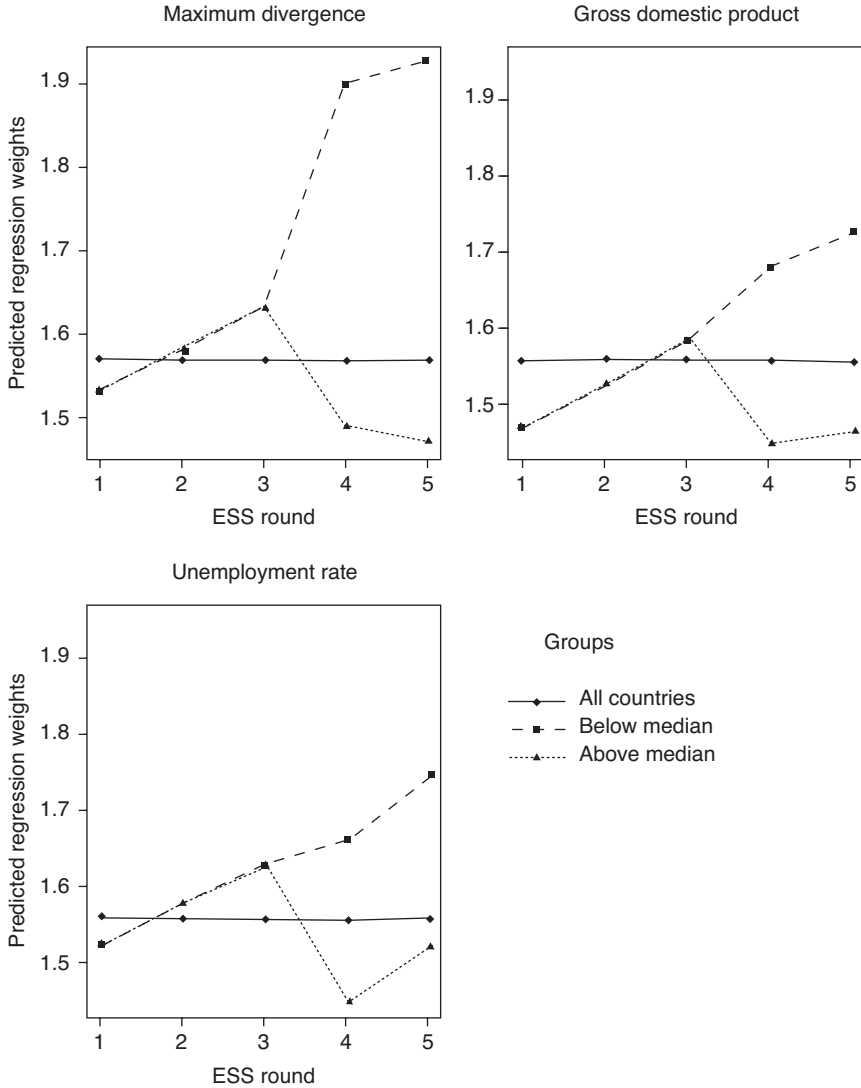 Maximum divergence
Predicted regression weights
1.9
1.8
1.7
1.6
1.5
1 2 3 4 5
ESS round
Gross domestic product
1.9
1.8
1.7
1.6
1.5
1 2 3 4 5
ESS round
Unemployment rate
Predicted regression weights
1.9
1.8
1.7
1.6
1.5
1 2 3 4 5
ESS round
Groups
All countries
Below median
Above median